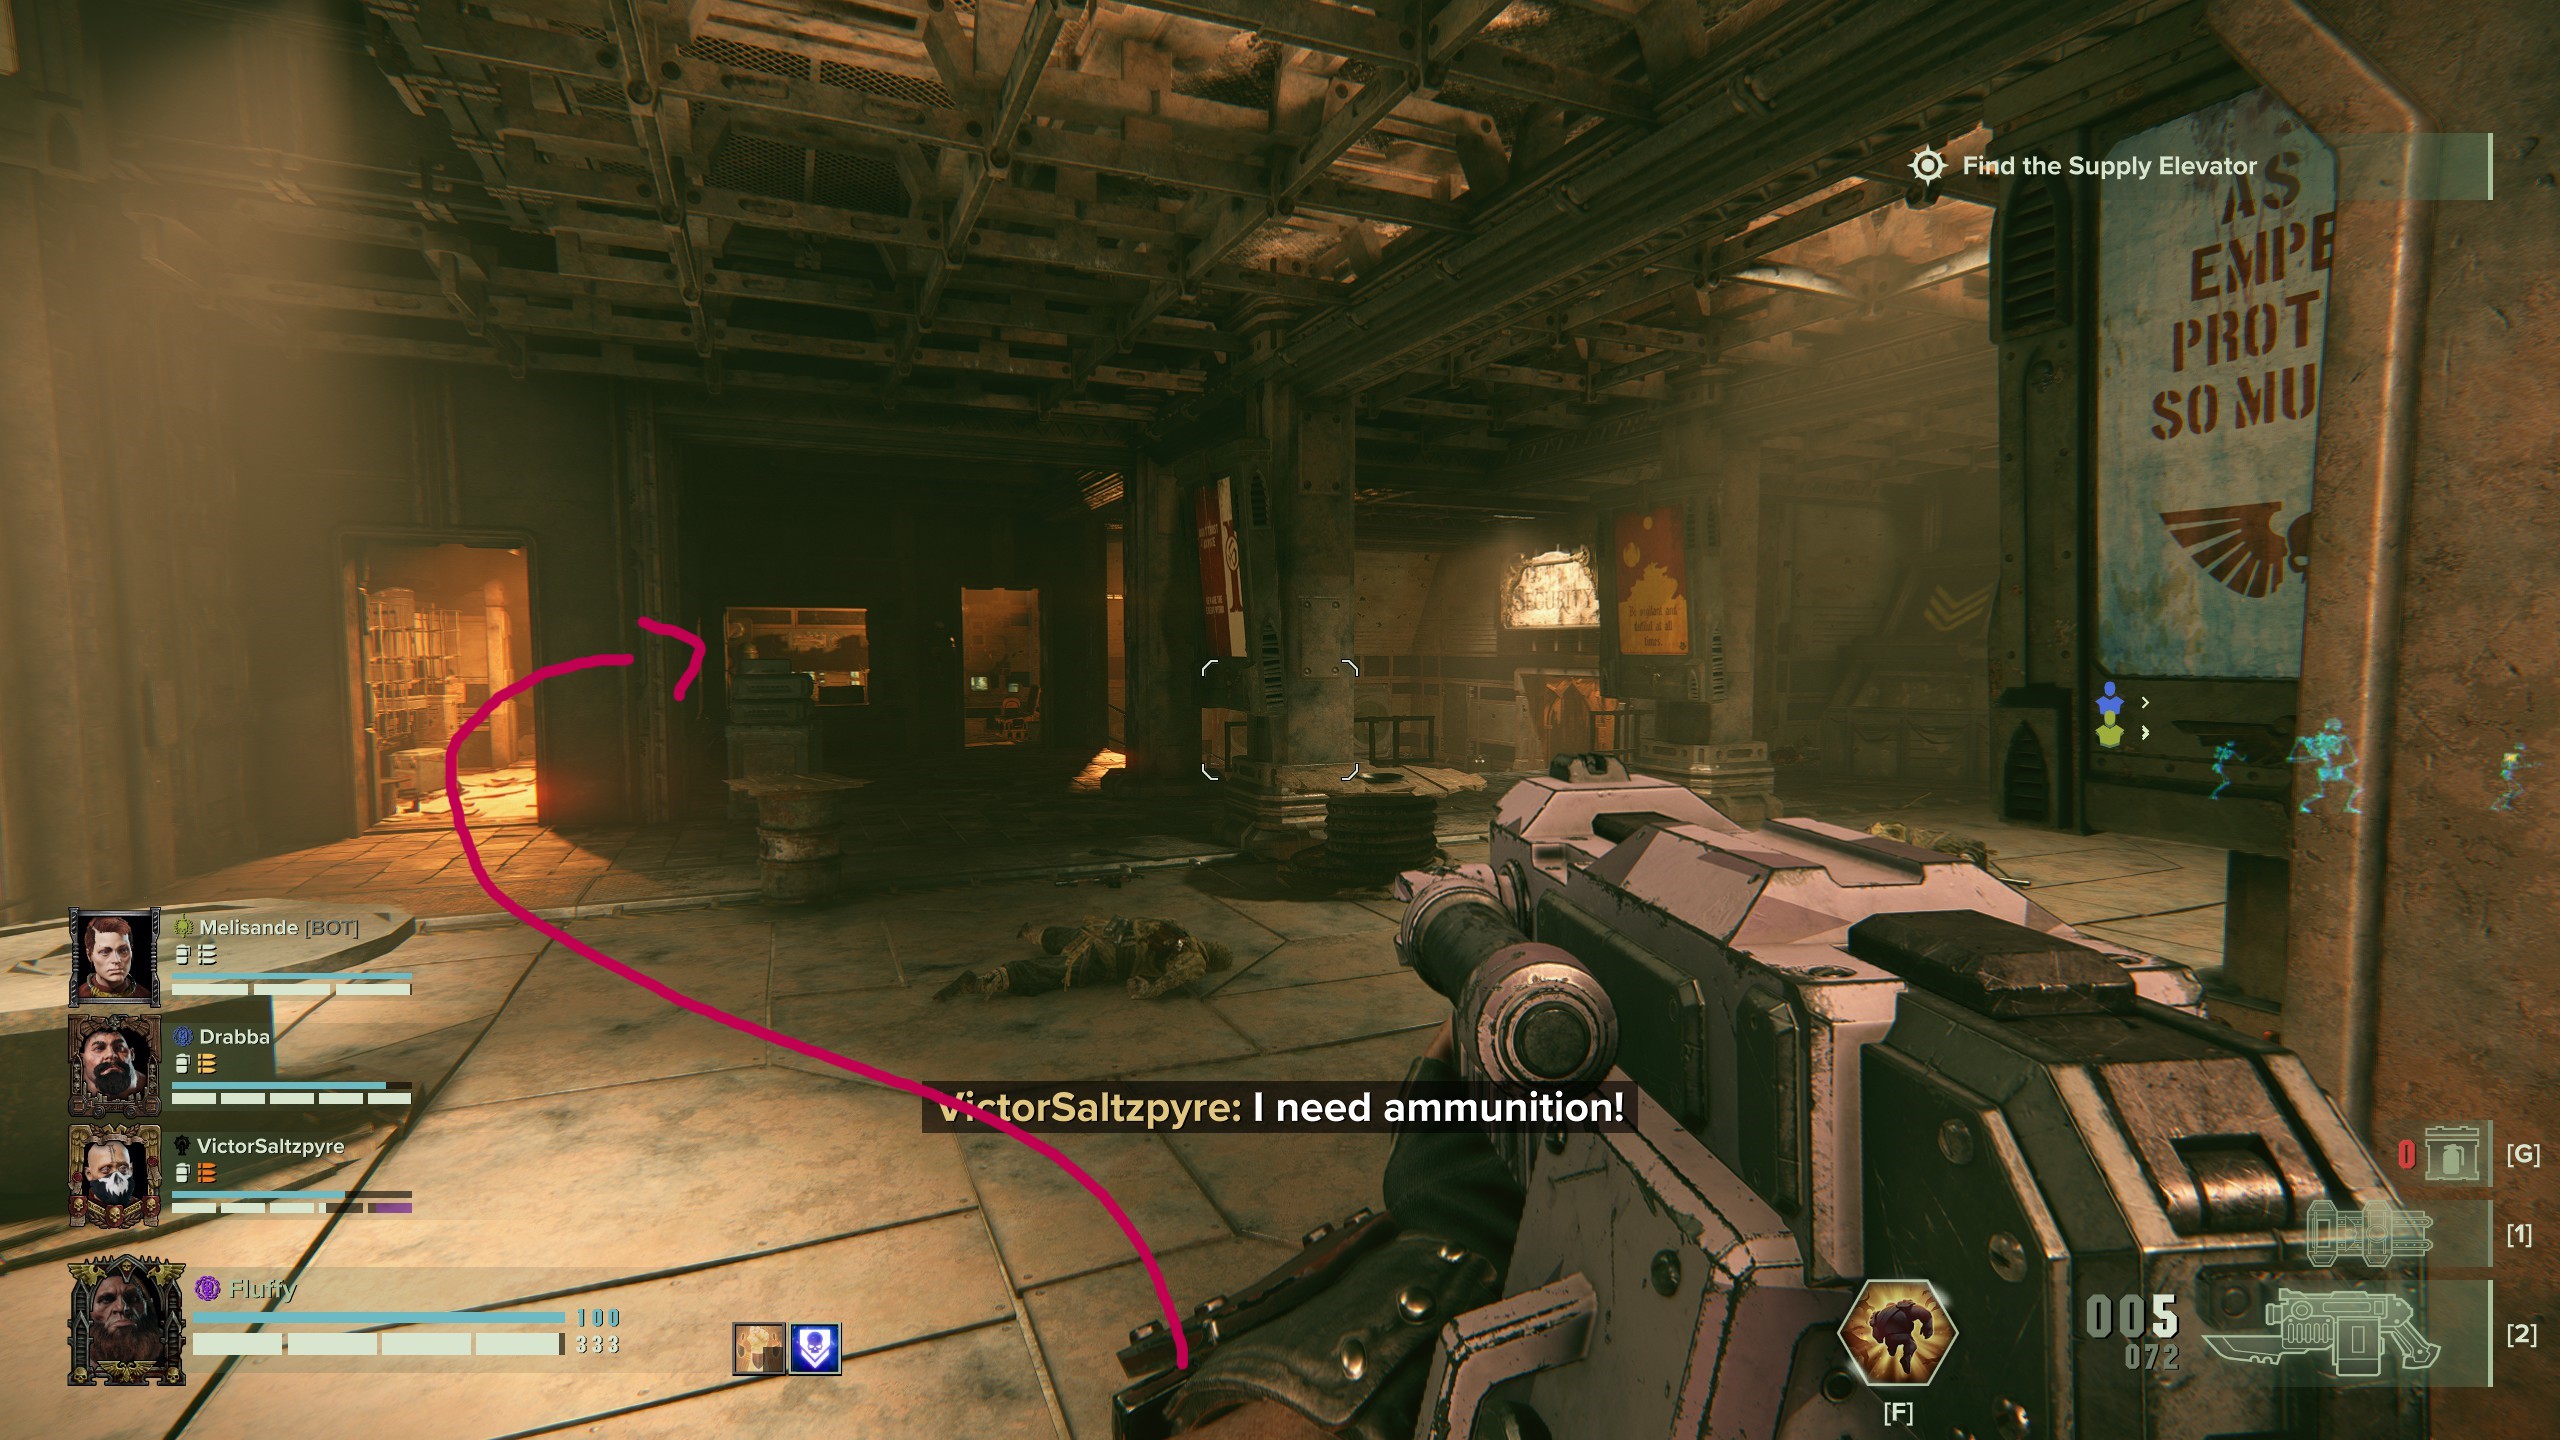 Find the Supply Elevator
AS
EMPE
PROT
SO MU
SECURITY
Melisande [BOT]
Drabba
VictorSaltzpyre
VictorSaltzpyre: I need ammunition!
Fluffy
100
333
0 [G]
[1]
005
072
[2]
[F]